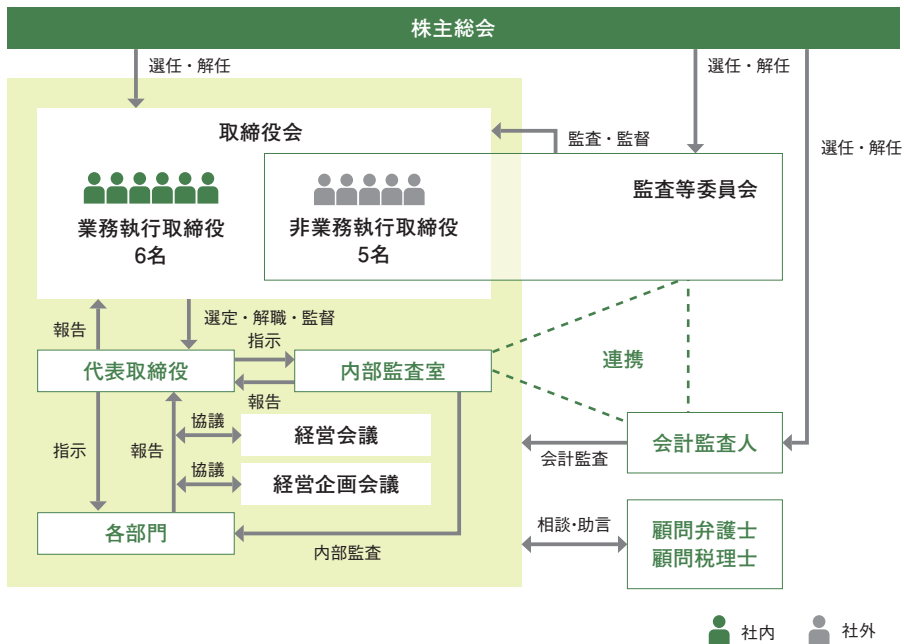 株主総会
選任・解任
選任・解任
選任・解任
取締役会
監査・監督
監査等委員会
業務執行取締役
6名
非業務執行取締役
5名
報告
選定・解職・監督
指示
代表取締役
内部監査室
連携
報告
指示
報告
協議
経営会議
協議
経営企画会議
会計監査
会計監査人
各部門
内部監査
相談・助言
顧問弁護士
顧問税理士
社内
社外